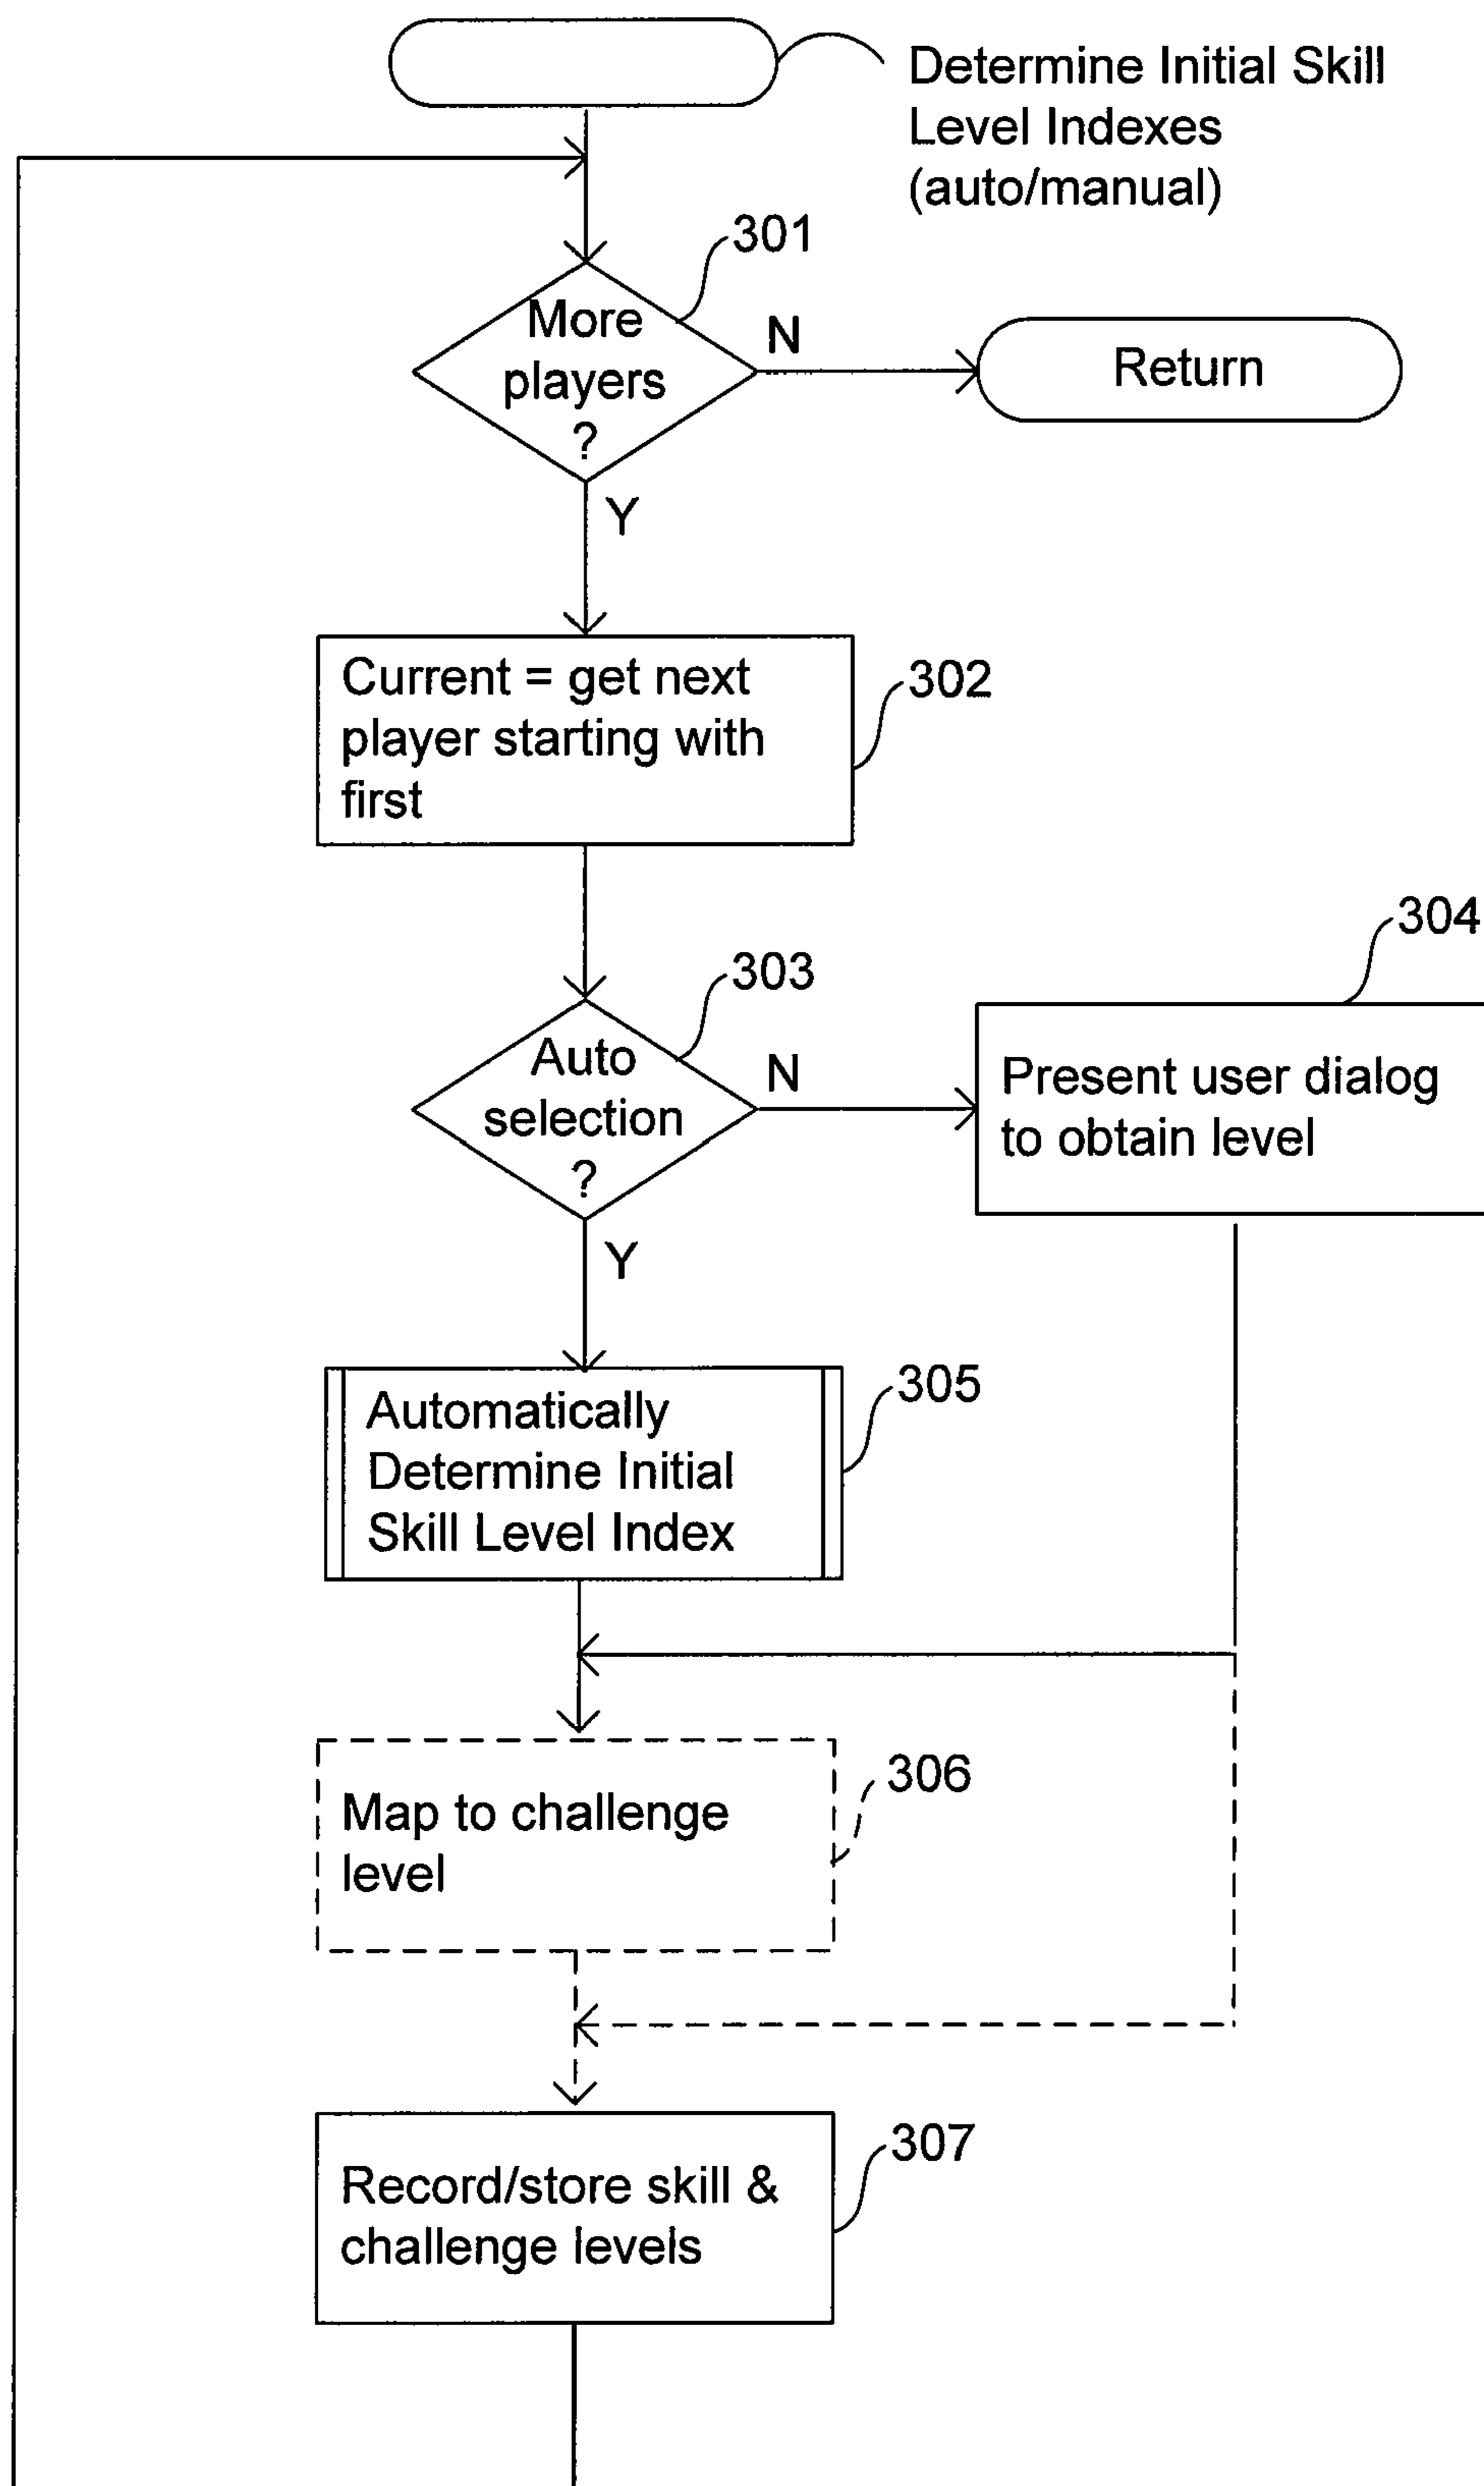 Determine Initial Skill
Level Indexes
(auto/manual)
301
More
players
?
N
Return
Y
Current = get next
player starting with
first
302
303
Auto
selection
?
N
304
Present user dialog
to obtain level
Y
305
Automatically
Determine Initial
Skill Level Index
306
Map to challenge
level
307
Record/store skill &
challenge levels